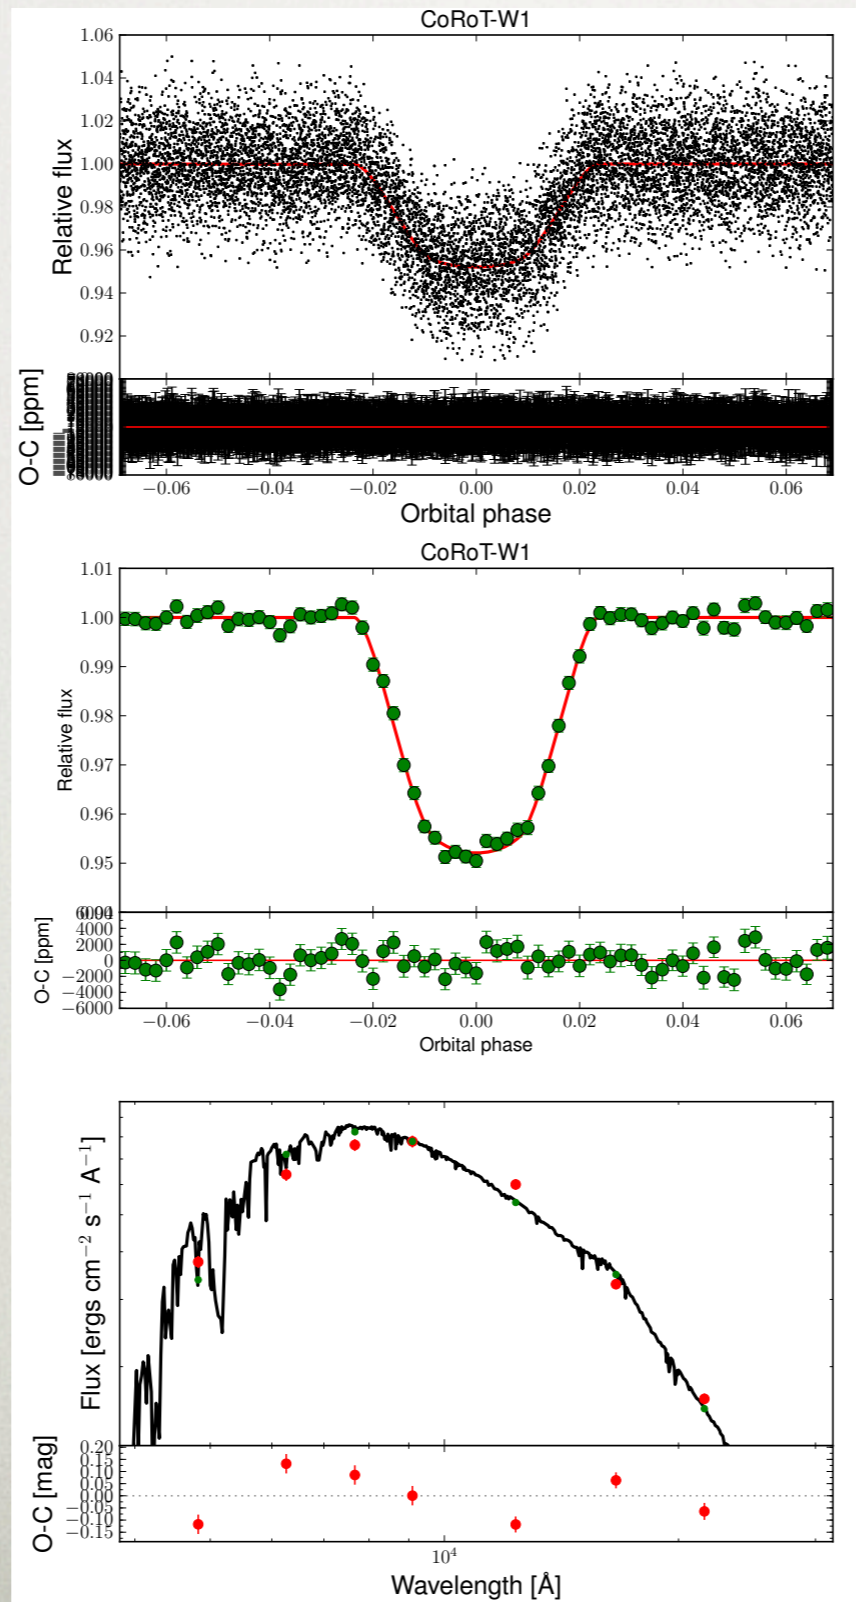 CoRoT-W1
1.06
1.04
1.02
1.00
0.98
0.96
0.94
0.92
Relative flux
O-C [ppm]
−0.06 −0.04 −0.02 0.00 0.02 0.04 0.06
Orbital phase
CoRoT-W1
1.01
1.00
0.99
0.98
0.97
0.96
0.95
Relative flux
4000
2000
0
−2000
−4000
−6000
O-C [ppm]
−0.06 −0.04 −0.02 0.00 0.02 0.04 0.06
Orbital phase
Flux [ergs cm⁻² s⁻¹ A⁻¹]
0.20
0.15
0.10
0.05
0.00
−0.05
−0.10
−0.15
O-C [mag]
10⁴
Wavelength [Å]